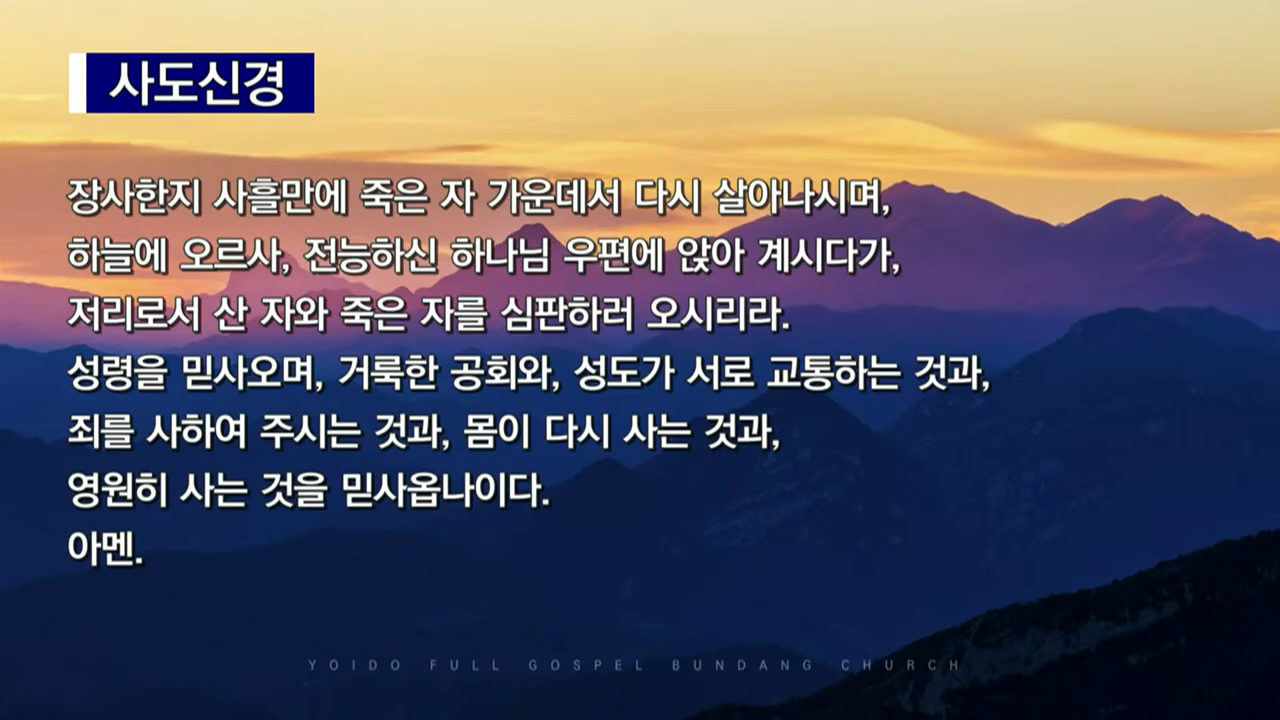 사도신경
장사한지 사흘만에 죽은 자 가운데서 다시 살아나시며,
하늘에 오르사, 전능하신 하나님 우편에 앉아 계시다가,
저리로서 산 자와 죽은 자를 심판하러 오시리라.
성령을 믿사오며, 거룩한 공회와, 성도가 서로 교통하는 것과,
죄를 사하여 주시는 것과, 몸이 다시 사는 것과,
영원히 사는 것을 믿사옵나이다.
아멘.
YOIDO FULL GOSPEL BUNDANG CHURCH